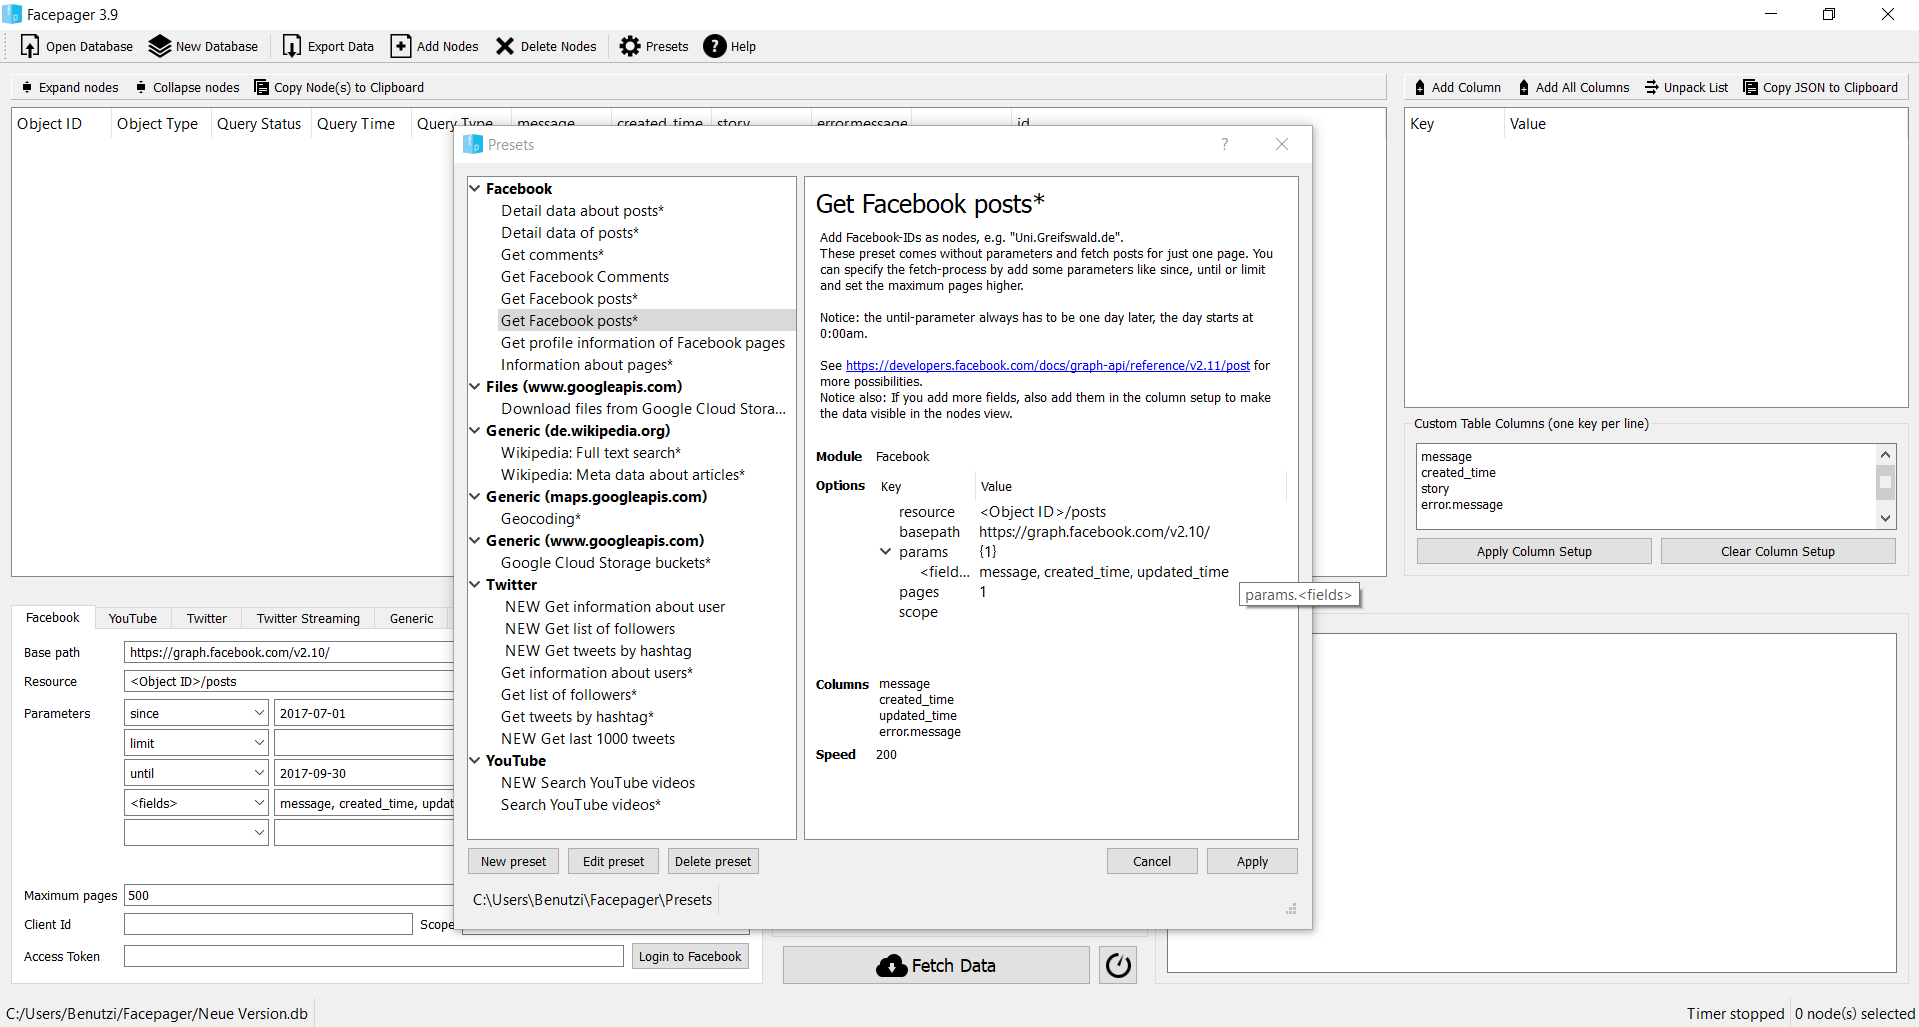 Facepager 3.9
Open Database New Database Export Data Add Nodes Delete Nodes Presets Help
Expand nodes Collapse nodes Copy Node(s) to Clipboard
Add Column Add All Columns Unpack List Copy JSON to Clipboard
Object ID Object Type Query Status Query Time Query Type message created_time story error.message id
Key Value
Presets
Facebook
Detail data about posts*
Detail data of posts*
Get comments*
Get Facebook Comments
Get Facebook posts*
Get Facebook posts*
Get profile information of Facebook pages
Information about pages*
Files (www.googleapis.com)
Download files from Google Cloud Stora...
Generic (de.wikipedia.org)
Wikipedia: Full text search*
Wikipedia: Meta data about articles*
Generic (maps.googleapis.com)
Geocoding*
Generic (www.googleapis.com)
Google Cloud Storage buckets*
Twitter
NEW Get information about user
NEW Get list of followers
NEW Get tweets by hashtag
Get information about users*
Get list of followers*
Get tweets by hashtag*
NEW Get last 1000 tweets
YouTube
NEW Search YouTube videos
Search YouTube videos*
Get Facebook posts*
Add Facebook-IDs as nodes, e.g. "Uni.Greifswald.de".
These preset comes without parameters and fetch posts for just one page. You
can specify the fetch-process by add some parameters like since, until or limit
and set the maximum pages higher.
Notice: the until-parameter always has to be one day later, the day starts at
0:00am.
See https://developers.facebook.com/docs/graph-api/reference/v2.11/post for
more possibilities.
Notice also: If you add more fields, also add them in the column setup to make
the data visible in the nodes view.
Module Facebook
Options Key Value
resource <Object ID>/posts
basepath https://graph.facebook.com/v2.10/
params {1}
<field... message, created_time, updated_time
pages 1
scope
params.<fields>
Columns message
created_time
updated_time
error.message
Speed 200
New preset Edit preset Delete preset Cancel Apply
C:\Users\Benutzi\Facepager\Presets
Custom Table Columns (one key per line)
message
created_time
story
error.message
Apply Column Setup Clear Column Setup
Facebook YouTube Twitter Twitter Streaming Generic
Base path https://graph.facebook.com/v2.10/
Resource <Object ID>/posts
Parameters since 2017-07-01
limit
until 2017-09-30
<fields> message, created_time, updat
Maximum pages 500
Client Id Scope
Access Token Login to Facebook
Fetch Data
C:/Users/Benutzi/Facepager/Neue Version.db
Timer stopped 0 node(s) selected